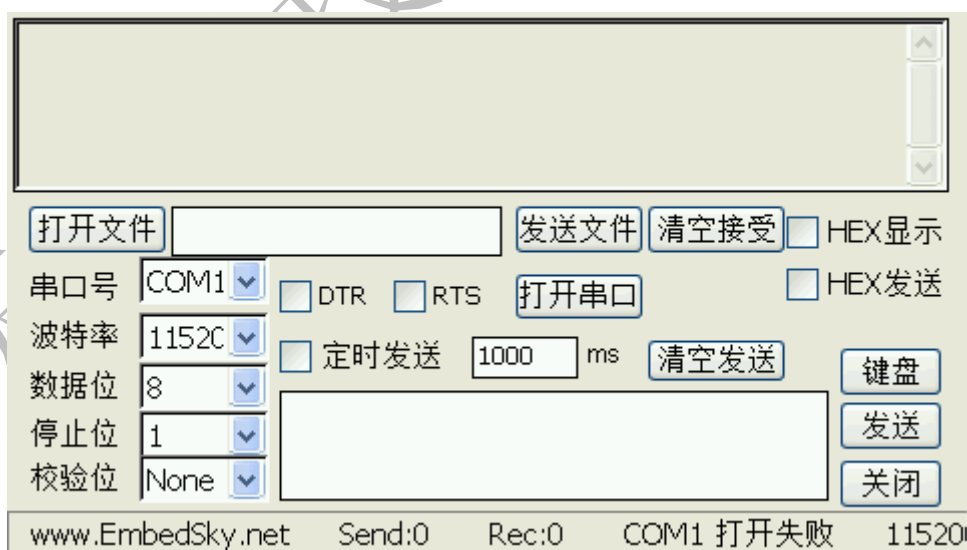 打开文件 发送文件 清空接受 HEX显示
串口号 COM1 DTR RTS 打开串口 HEX发送
波特率 11520
定时发送 1000 ms 清空发送 键盘
数据位 8
停止位 1 发送
校验位 None 关闭
www.EmbedSky.net Send:0 Rec:0 COM1 打开失败 11520